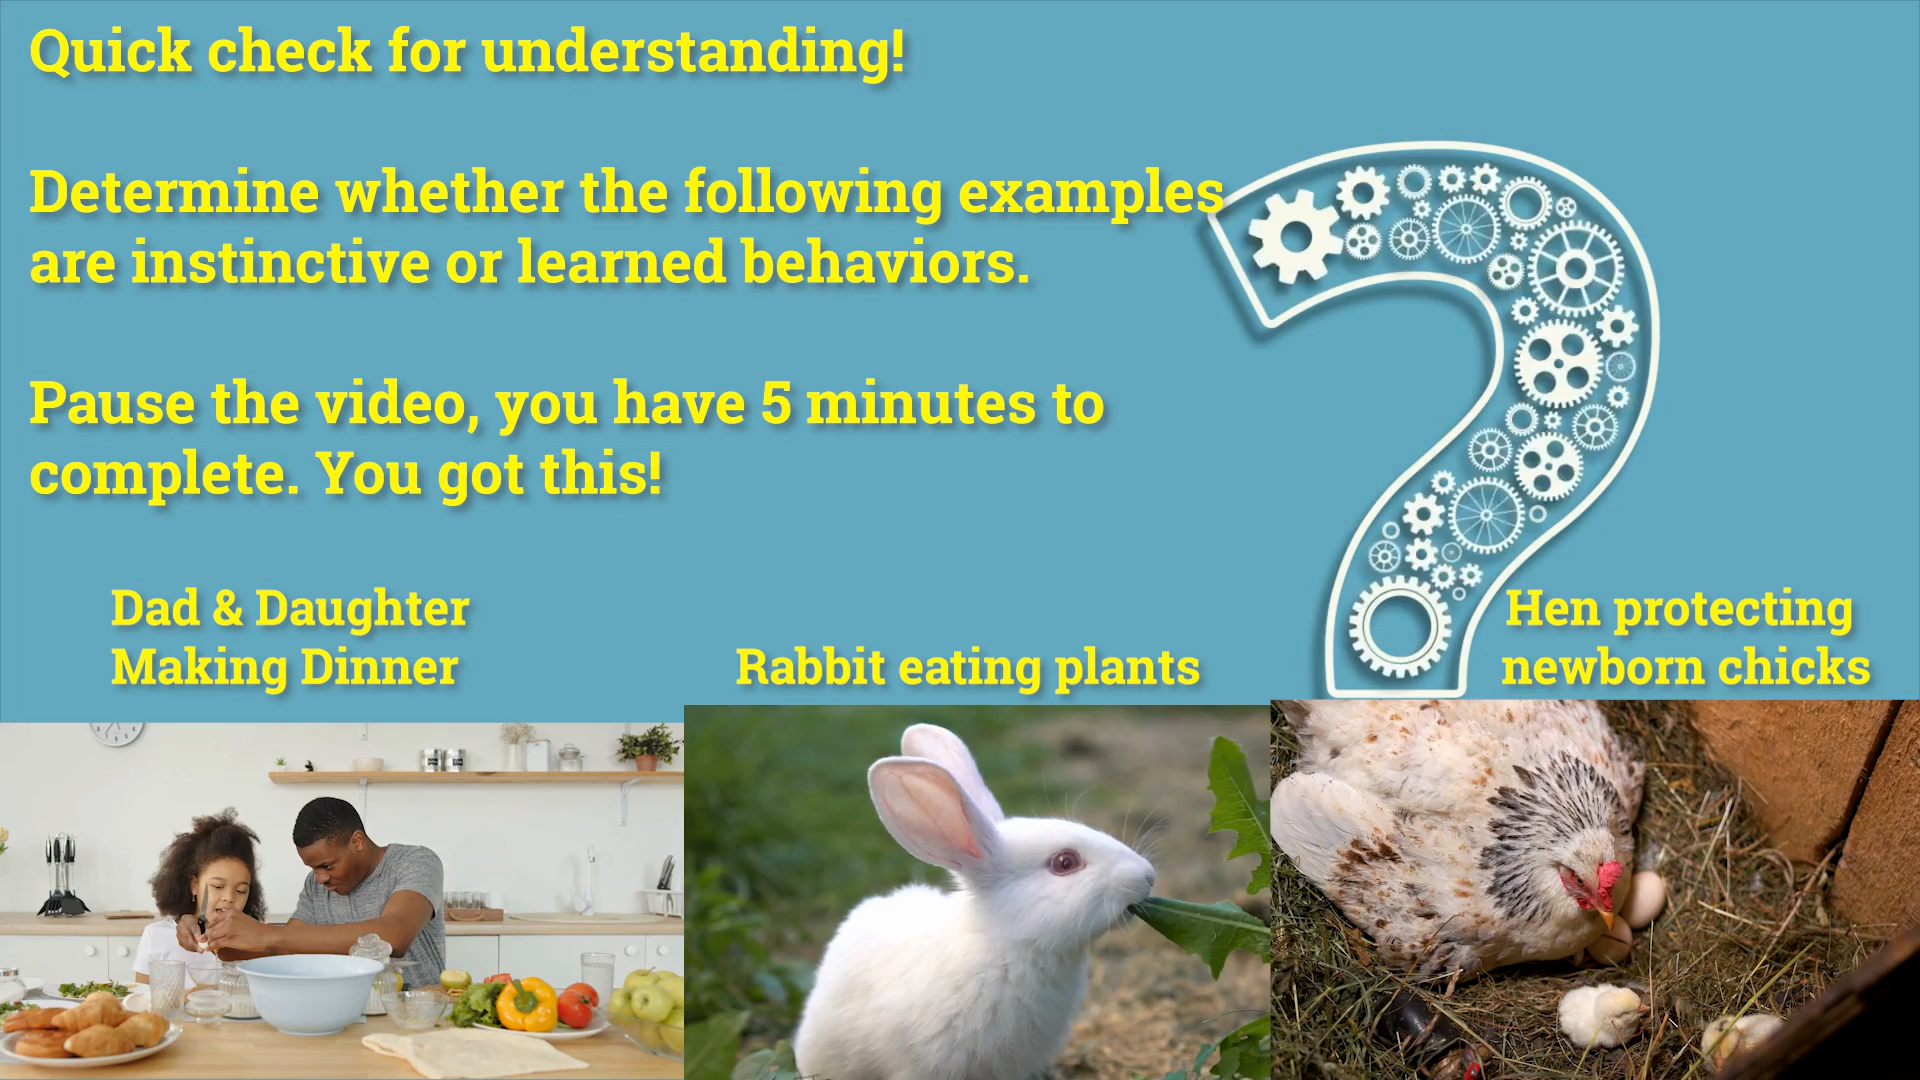 Quick check for understanding!
Determine whether the following examples
are instinctive or learned behaviors.
Pause the video, you have 5 minutes to
complete. You got this!
Dad & Daughter
Making Dinner
Rabbit eating plants
Hen protecting
newborn chicks